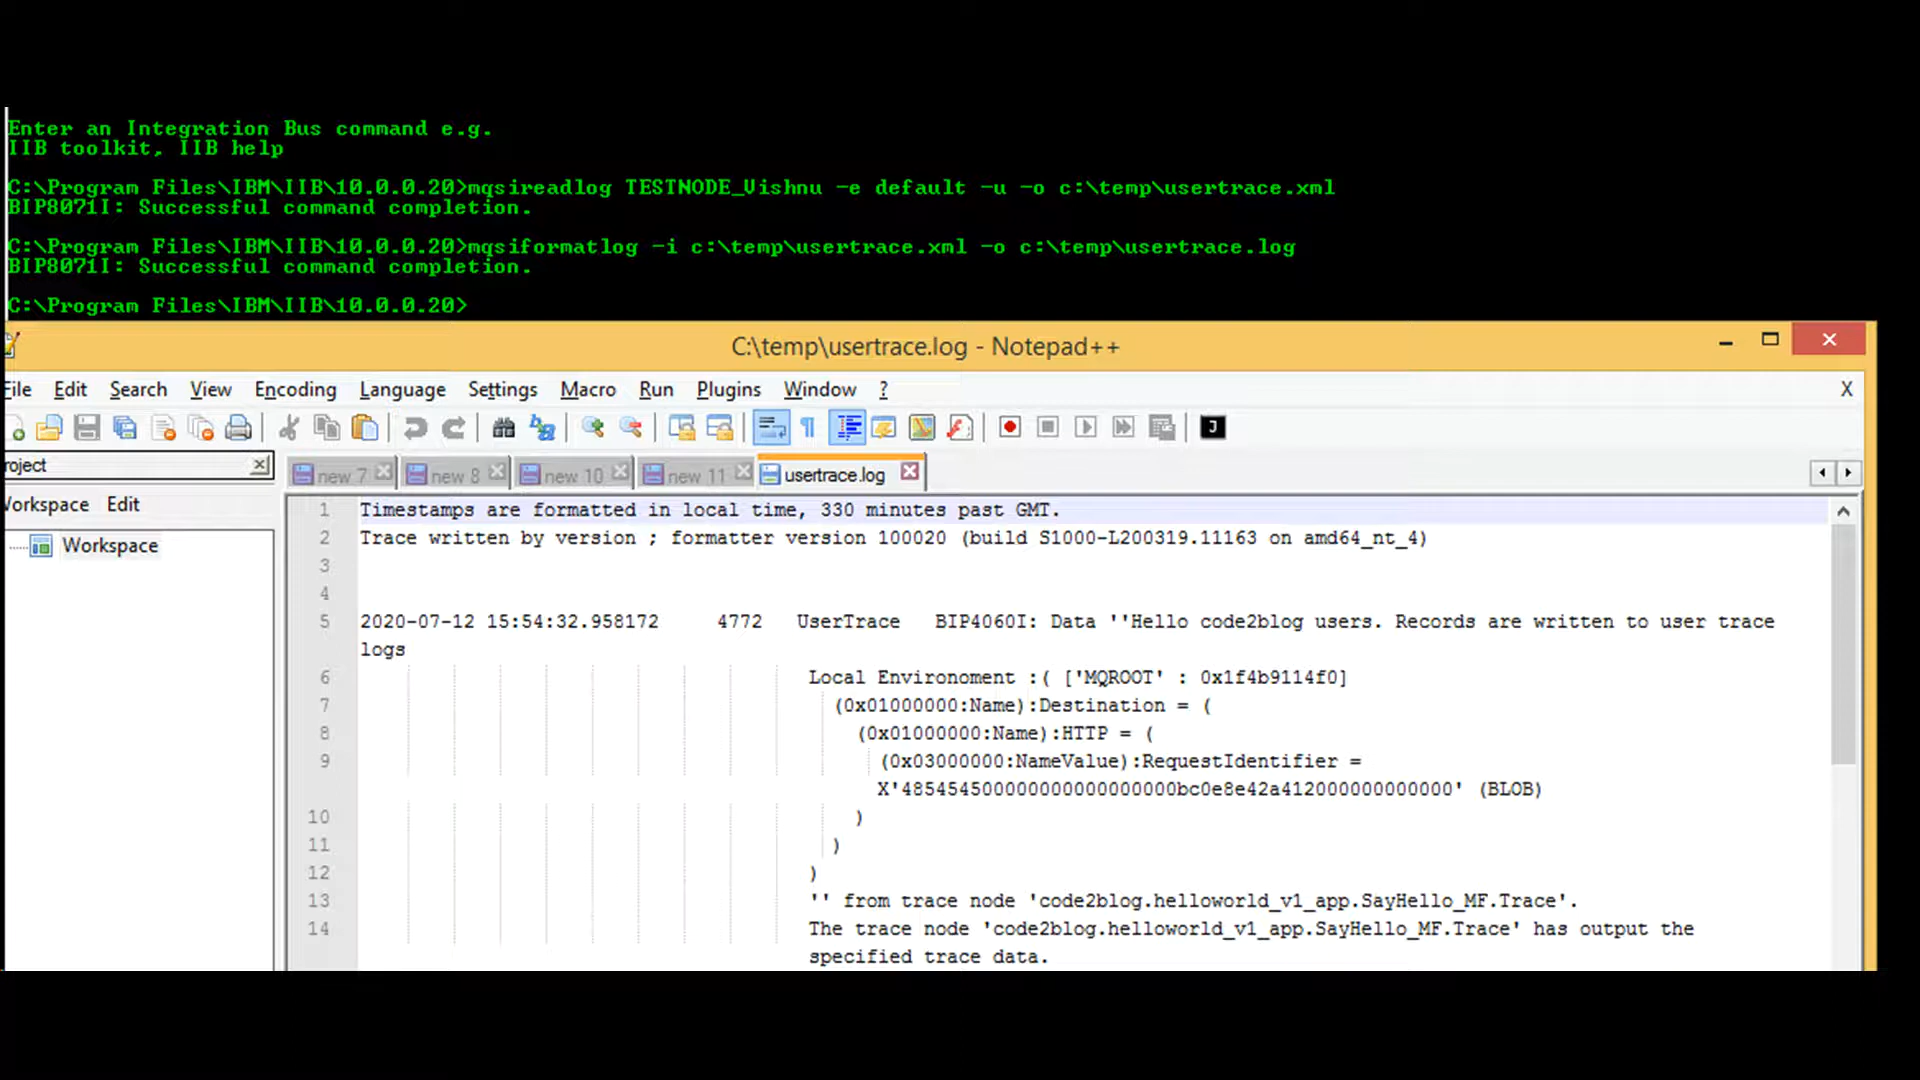 Enter an Integration Bus command e.g.
IIB toolkit, IIB help
C:\Program Files\IBM\IIB\10.0.0.20>mqsireadlog TESTNODE_Vishnu -e default -u -o c:\temp\usertrace.xml
BIP8071I: Successful command completion.
C:\Program Files\IBM\IIB\10.0.0.20>mqsiformatlog -i c:\temp\usertrace.xml -o c:\temp\usertrace.log
BIP8071I: Successful command completion.
C:\Program Files\IBM\IIB\10.0.0.20>
C:\temp\usertrace.log - Notepad++
File Edit Search View Encoding Language Settings Macro Run Plugins Window ? X
roject
new 7 new 8 new 10 new 11 usertrace.log
Workspace Edit
Workspace
1 Timestamps are formatted in local time, 330 minutes past GMT.
2 Trace written by version ; formatter version 100020 (build S1000-L200319.11163 on amd64_nt_4)
3
4
5 2020-07-12 15:54:32.958172 4772 UserTrace BIP4060I: Data ''Hello code2blog users. Records are written to user trace
logs
6 Local Environoment :( ['MQROOT' : 0x1f4b9114f0]
7 (0x01000000:Name):Destination = (
8 (0x01000000:Name):HTTP = (
9 (0x03000000:NameValue):RequestIdentifier =
X'485454500000000000000000bc0e8e42a412000000000000' (BLOB)
10 )
11 )
12 )
13 '' from trace node 'code2blog.helloworld_v1_app.SayHello_MF.Trace'.
14 The trace node 'code2blog.helloworld_v1_app.SayHello_MF.Trace' has output the
specified trace data.